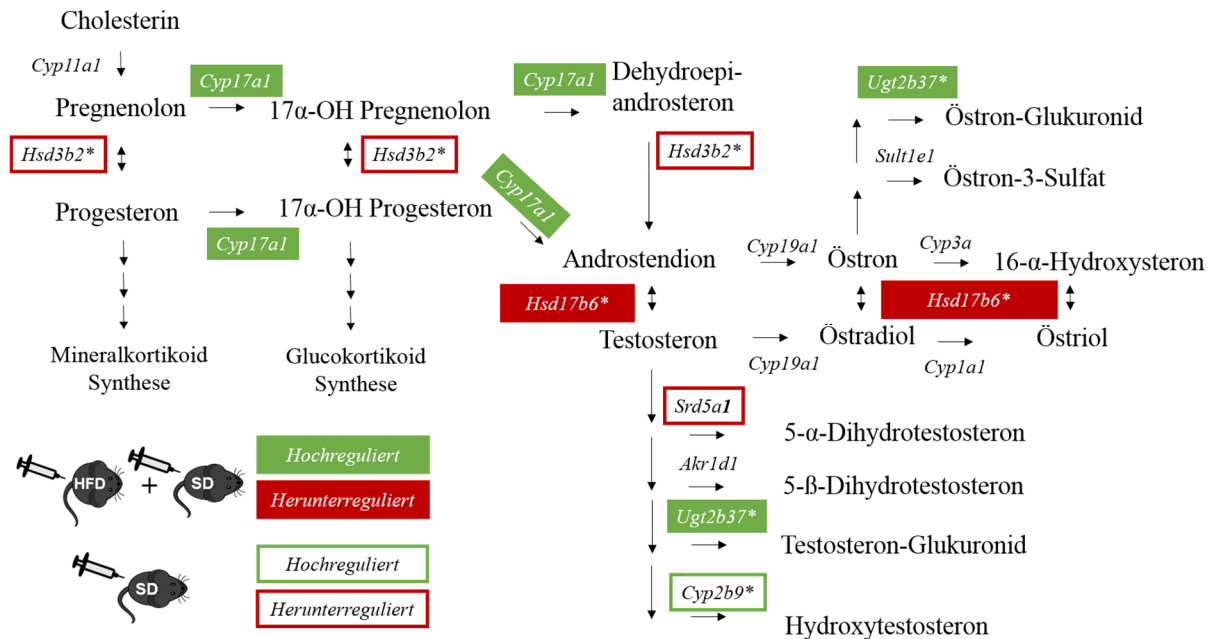 Cholesterin
Cyp11a1
Cyp17a1
Cyp17a1
Dehydroepi-
androsteron
Ugt2b37*
Pregnenolon
17α-OH Pregnenolon
Östron-Glukuronid
Hsd3b2*
Hsd3b2*
Hsd3b2*
Sult1e1
Östron-3-Sulfat
Cyp17a1
Progesteron
17α-OH Progesteron
Cyp17a1
Androstendion
Cyp19a1
Östron
Cyp3a
16-α-Hydroxysteron
Hsd17b6*
Hsd17b6*
Testosteron
Cyp19a1
Östradiol
Cyp1a1
Östriol
Mineralkortikoid
Synthese
Glucokortikoid
Synthese
Srd5a1
5-α-Dihydrotestosteron
Akr1d1
5-ß-Dihydrotestosteron
Ugt2b37*
Testosteron-Glukuronid
Cyp2b9*
Hydroxytestosteron
HFD
+
SD
Hochreguliert
Herunterreguliert
SD
Hochreguliert
Herunterreguliert